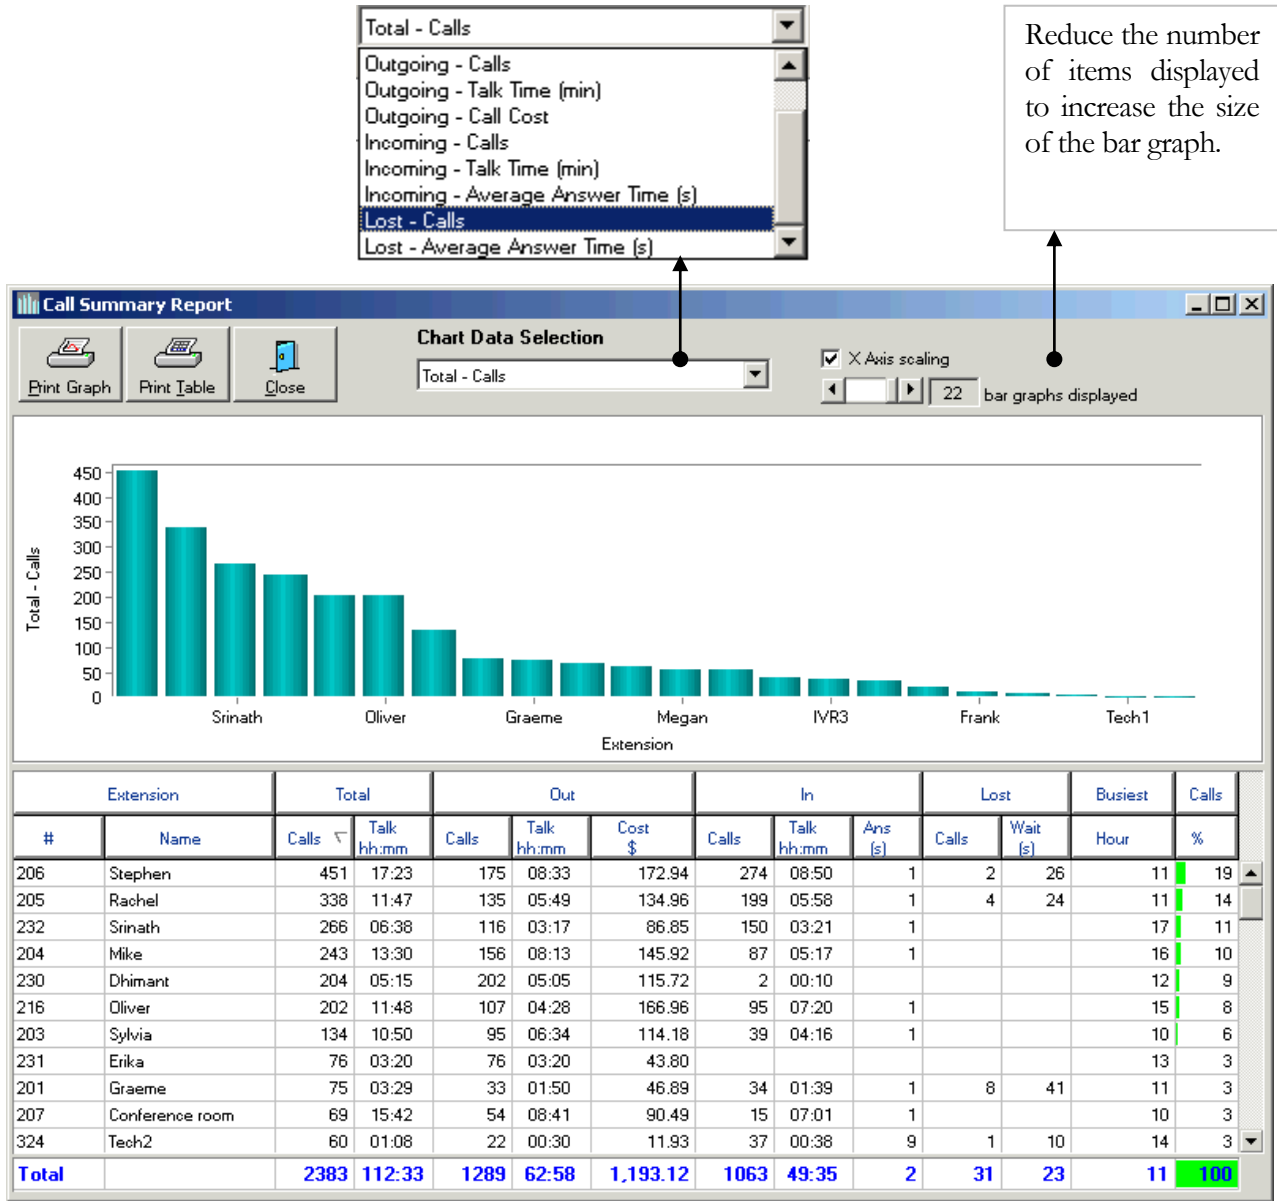 Total - Calls
Outgoing - Calls
Outgoing - Talk Time (min)
Outgoing - Call Cost
Incoming - Calls
Incoming - Talk Time (min)
Incoming - Average Answer Time (s)
Lost - Calls
Lost - Average Answer Time (s)
Reduce the number
of items displayed
to increase the size
of the bar graph.
Call Summary Report
Print Graph
Print Table
Close
Chart Data Selection
Total - Calls
X Axis scaling
22 bar graphs displayed
Total - Calls
450
400
350
300
250
200
150
100
50
0
Srinath Oliver Graeme Megan IVR3 Frank Tech1
Extension
Extension Total Out In Lost Busiest Calls
# Name Calls Talk hh:mm Calls Talk hh:mm Cost $ Calls Talk hh:mm Ans (s) Calls Wait (s) Hour %
206 Stephen 451 17:23 175 08:33 172.94 274 08:50 1 2 26 11 19
205 Rachel 338 11:47 135 05:49 134.96 199 05:58 1 4 24 11 14
232 Srinath 266 06:38 116 03:17 86.85 150 03:21 1 17 11
204 Mike 243 13:30 156 08:13 145.92 87 05:17 1 16 10
230 Dhimant 204 05:15 202 05:05 115.72 2 00:10 12 9
216 Oliver 202 11:48 107 04:28 166.96 95 07:20 1 15 8
203 Sylvia 134 10:50 95 06:34 114.18 39 04:16 1 10 6
231 Erika 76 03:20 76 03:20 43.80 13 3
201 Graeme 75 03:29 33 01:50 46.89 34 01:39 1 8 41 11 3
207 Conference room 69 15:42 54 08:41 90.49 15 07:01 1 10 3
324 Tech2 60 01:08 22 00:30 11.93 37 00:38 9 1 10 14 3
Total 2383 112:33 1289 62:58 1,193.12 1063 49:35 2 31 23 11 100